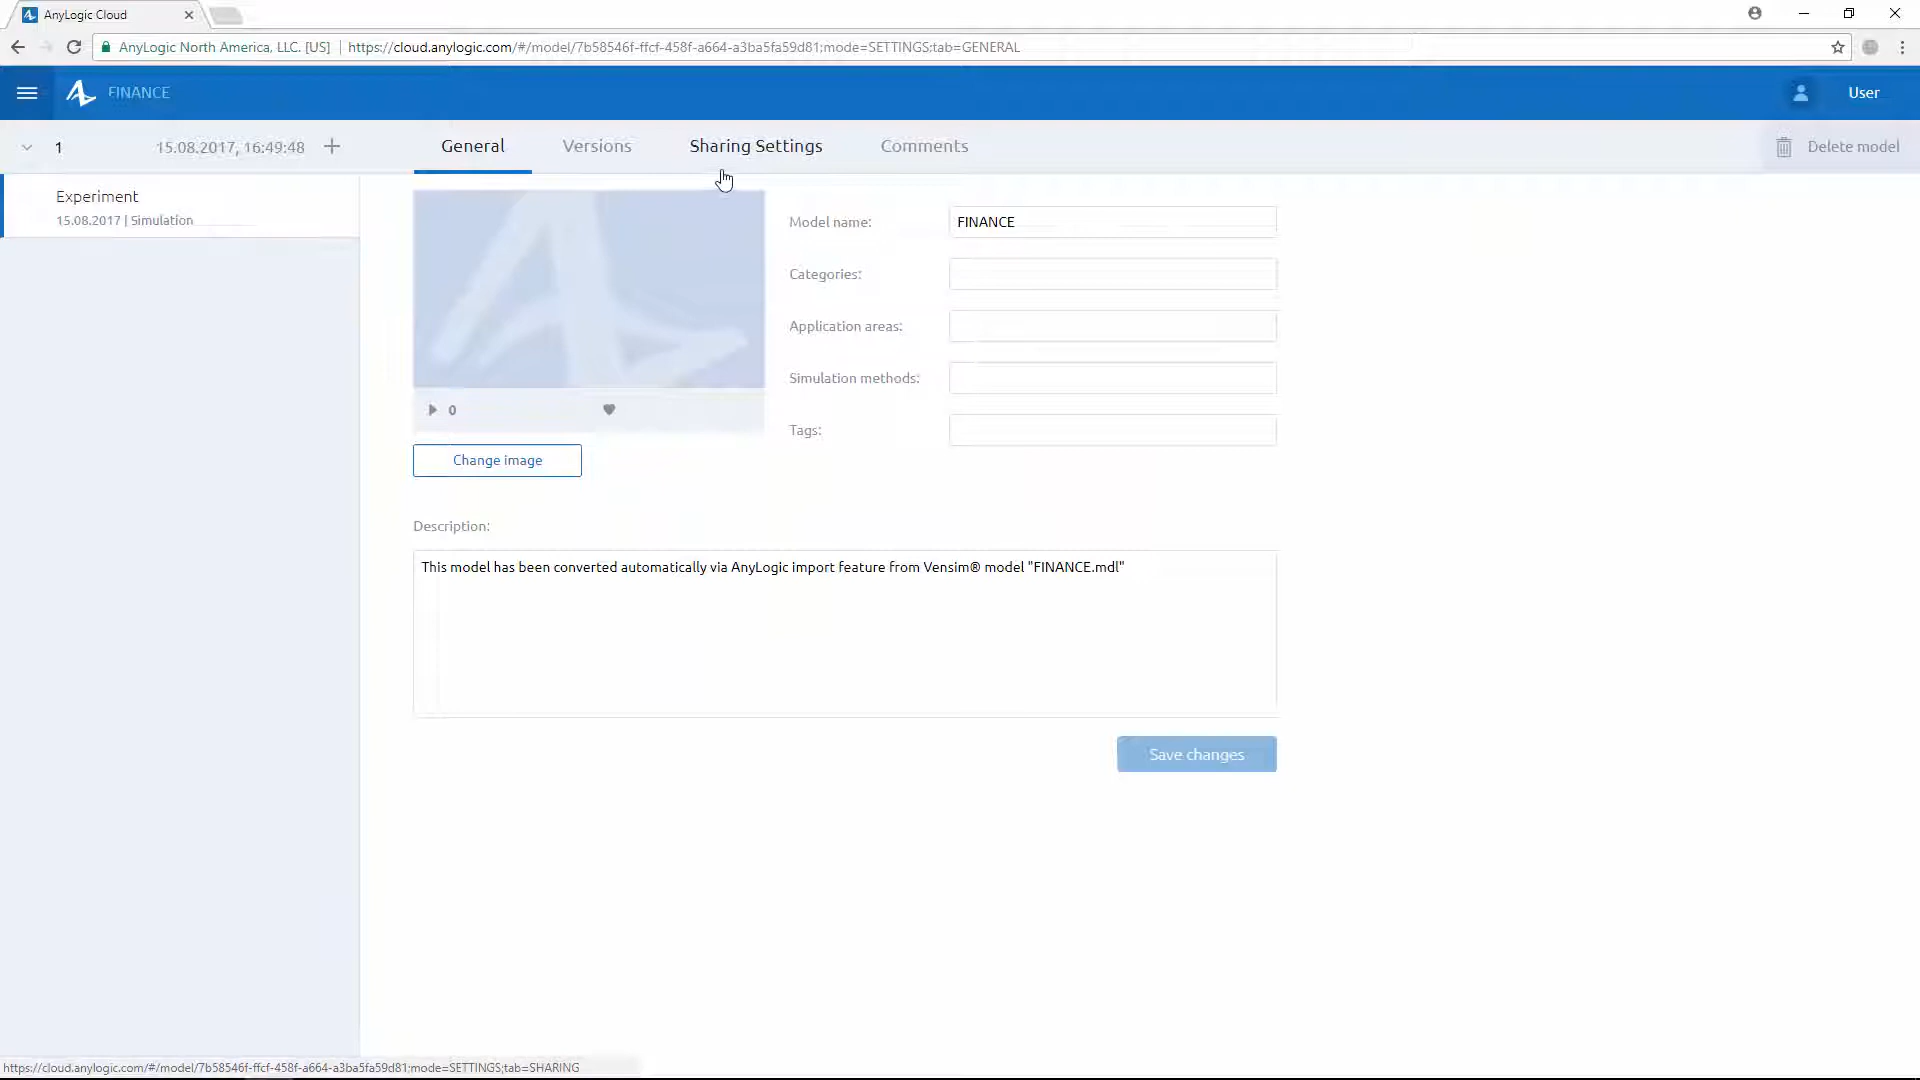 AnyLogic Cloud
AnyLogic North America, LLC. [US] | https://cloud.anylogic.com/#/model/7b58546f-ffcf-458f-a664-a3ba5fa59d81;mode=SETTINGS;tab=GENERAL
FINANCE
User
1 15.08.2017, 16:49:48 +
General Versions Sharing Settings Comments
Delete model
Experiment
15.08.2017 | Simulation
Model name: FINANCE
Categories:
Application areas:
Simulation methods:
Tags:
0
Change image
Description:
This model has been converted automatically via AnyLogic import feature from Vensim® model "FINANCE.mdl"
Save changes
https://cloud.anylogic.com/#/model/7b58546f-ffcf-458f-a664-a3ba5fa59d81;mode=SETTINGS;tab=SHARING